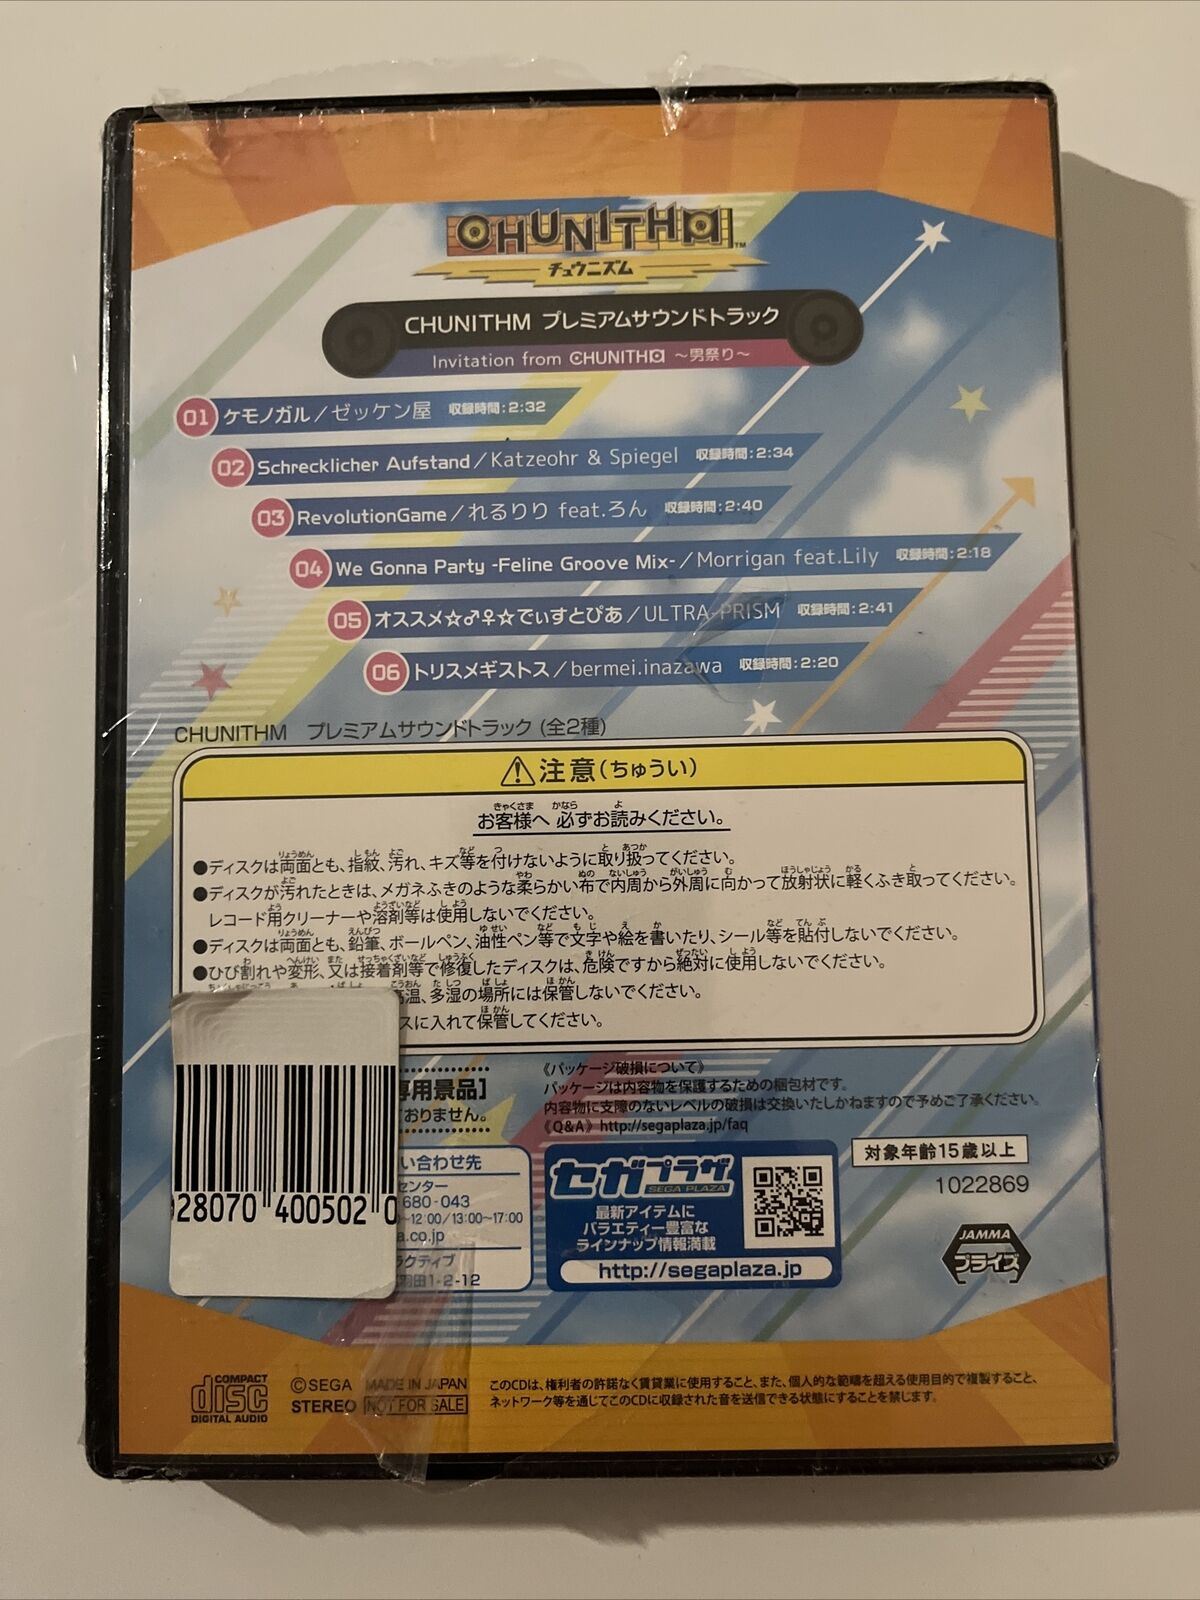 CHUNITHM™
チュウニズム
CHUNITHM プレミアムサウンドトラック
Invitation from CHUNITHM ～男祭り～
01 ケモノガル／ゼッケン屋 収録時間:2:32
02 Schrecklicher Aufstand／Katzeohr & Spiegel 収録時間:2:34
03 RevolutionGame／れるりり feat.ろん 収録時間:2:40
04 We Gonna Party -Feline Groove Mix-／Morrigan feat.Lily 収録時間:2:18
05 オススメ☆♂♀☆でぃすとぴあ／ULTRA-PRISM 収録時間:2:41
06 トリスメギストス／bermei.inazawa 収録時間:2:20
CHUNITHM プレミアムサウンドトラック (全2種)
⚠注意(ちゅうい)
お客様へ 必ずお読みください。
●ディスクは両面とも、指紋、汚れ、キズ等を付けないように取り扱ってください。
●ディスクが汚れたときは、メガネふきのような柔らかい布で内周から外周に向かって放射状に軽くふき取ってください。
レコード用クリーナーや溶剤等は使用しないでください。
●ディスクは両面とも、鉛筆、ボールペン、油性ペン等で文字や絵を書いたり、シール等を貼付しないでください。
●ひび割れや変形、又は接着剤等で修復したディスクは、危険ですから絶対に使用しないでください。
高温、多湿の場所には保管しないでください。
スに入れて保管してください。
専用景品]
おりません。
《パッケージ破損について》
パッケージは内容物を保護するための梱包材です。
内容物に支障のないレベルの破損は交換いたしかねますので予めご了承ください。
《Q&A》http://segaplaza.jp/faq
28070 400502 0
い合わせ先
センター
680-043
～12:00/13:00～17:00
a.co.jp
ラクティブ
羽田1-2-12
セガプラザ
SEGA PLAZA
最新アイテムに
バラエティー豊富な
ラインナップ情報満載
http://segaplaza.jp
対象年齢15歳以上
1022869
JAMMA
プライズ
COMPACT
disc
DIGITAL AUDIO
©SEGA MADE IN JAPAN
STEREO NOT FOR SALE
このCDは、権利者の許諾なく賃貸業に使用すること、また、個人的な範疇を超える使用目的で複製すること、
ネットワーク等を通じてこのCDに収録された音を送信できる状態にすることを禁じます。